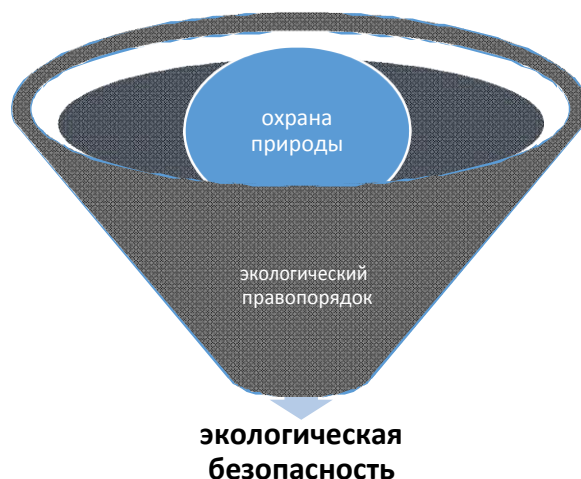 охрана
природы
экологический
правопорядок
экологическая
безопасность